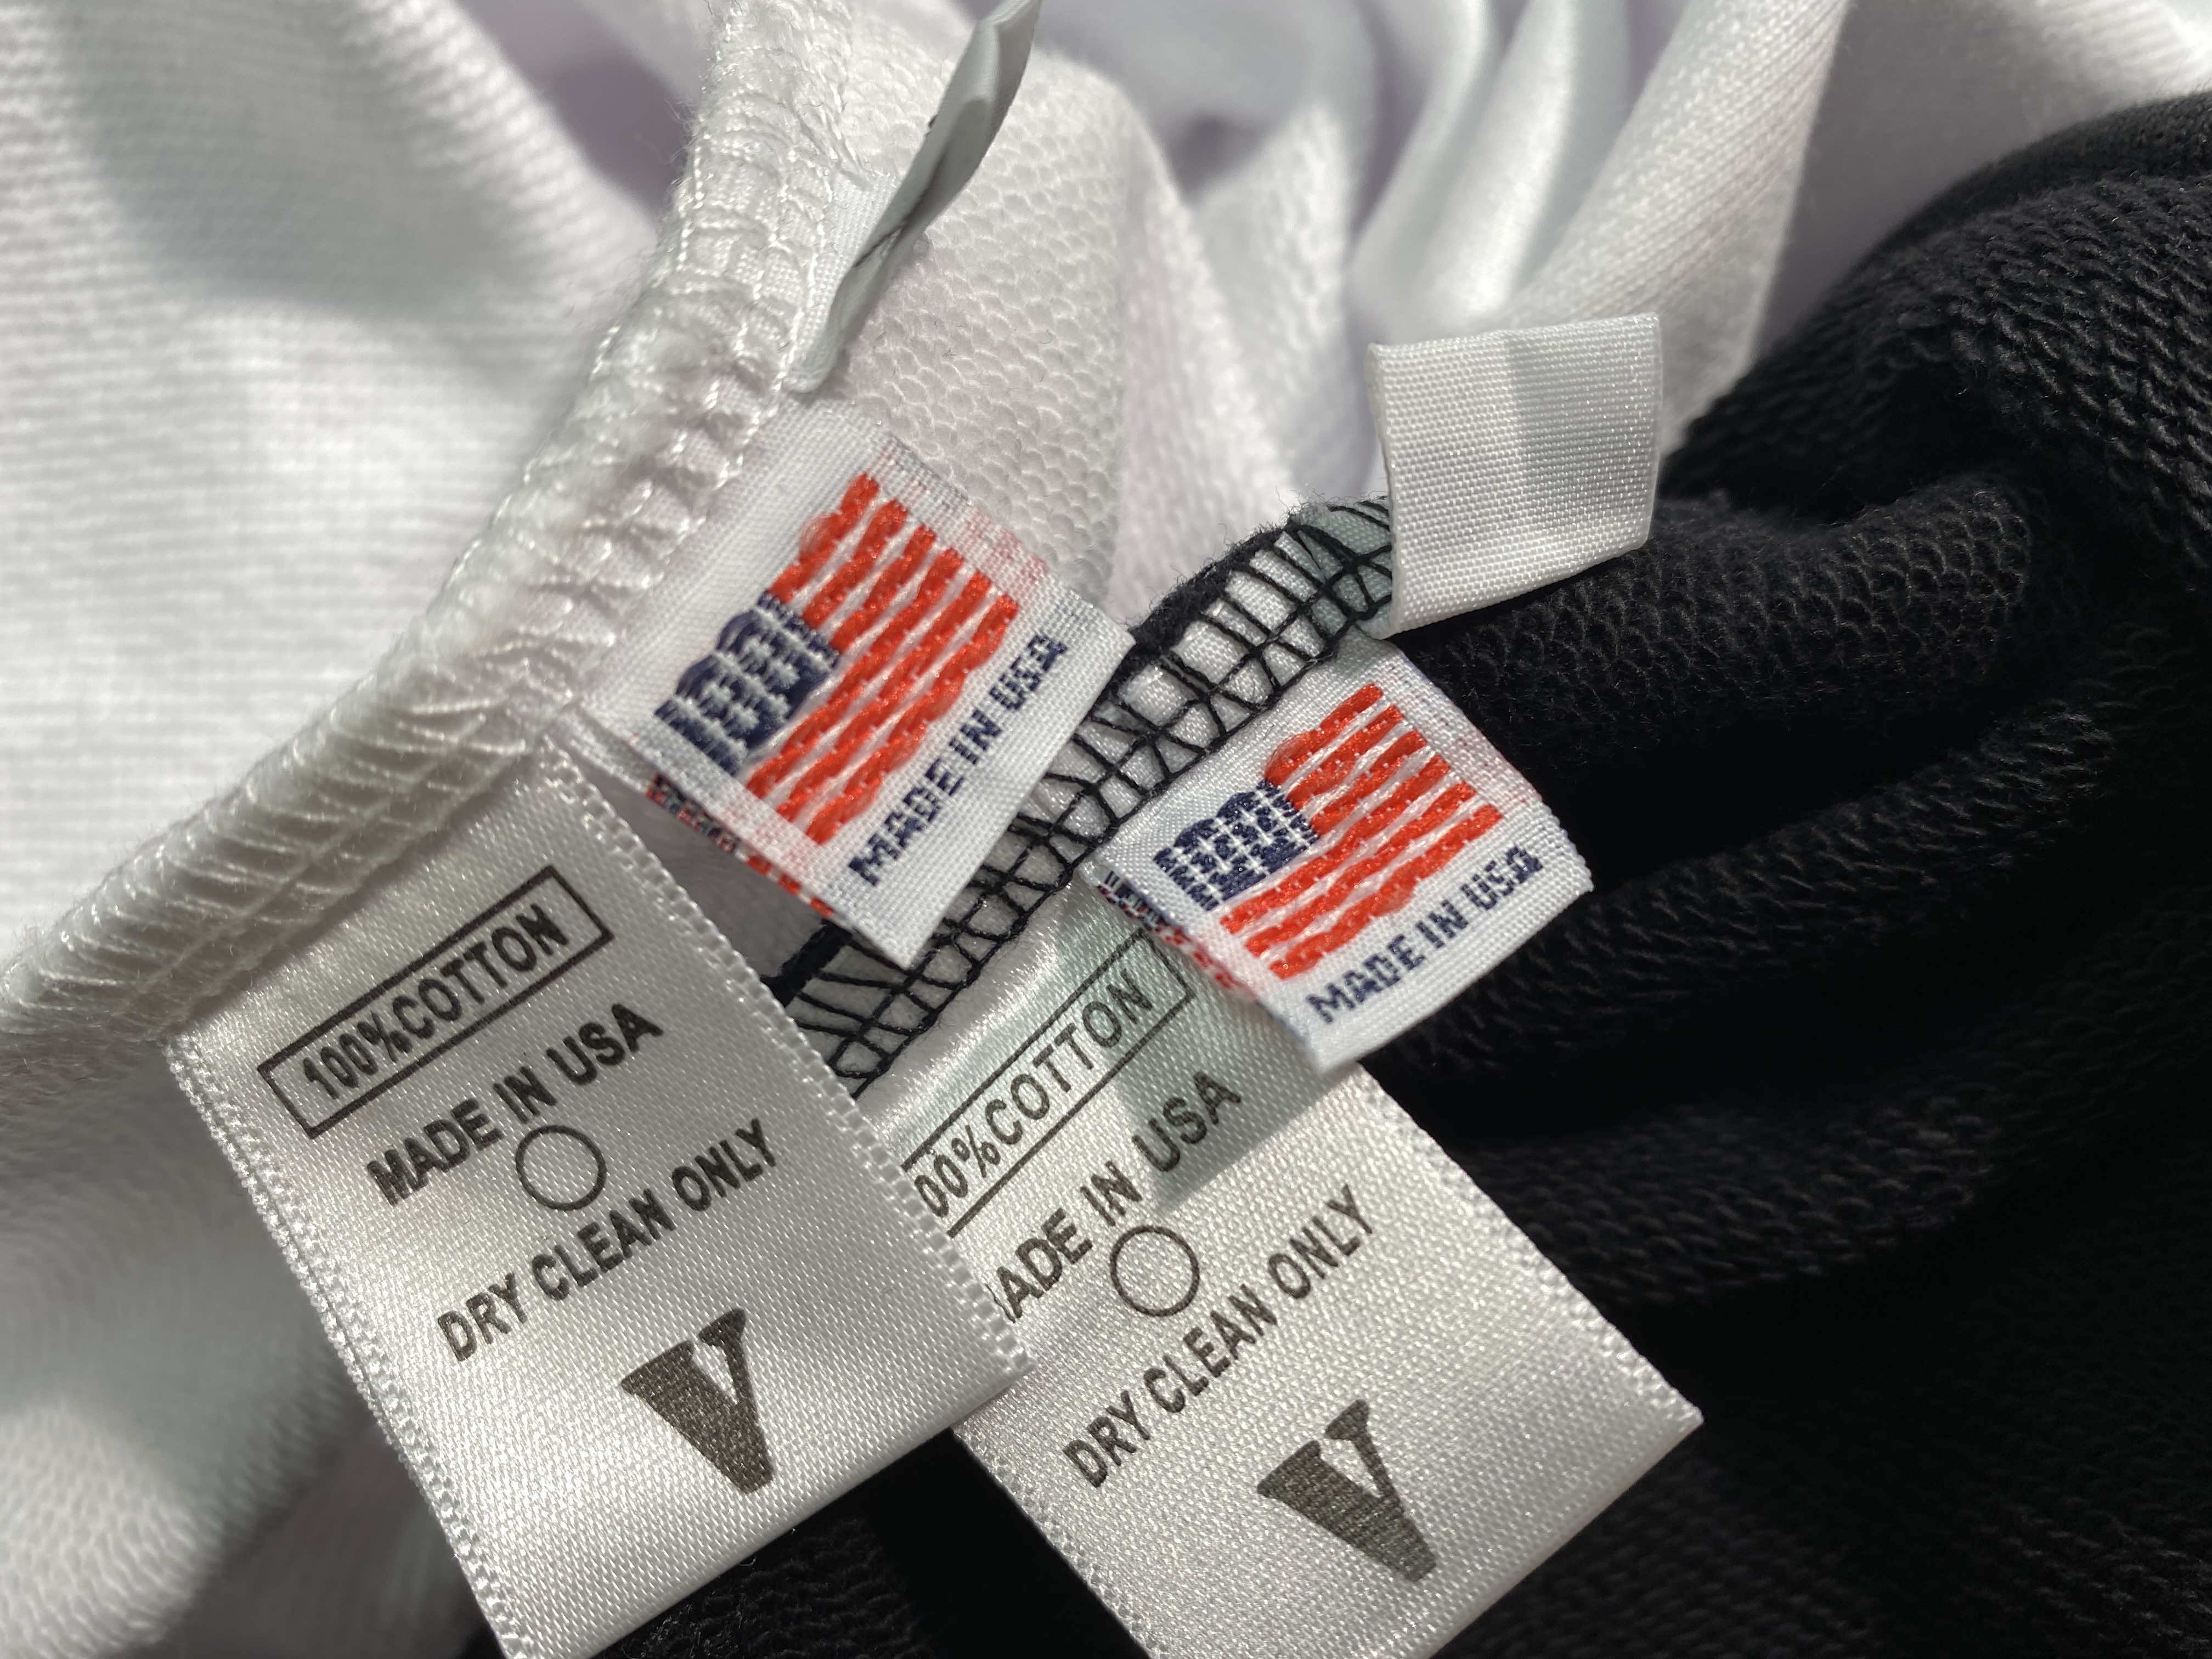 MADE IN USA
MADE IN USA
100%COTTON
MADE IN USA
DRY CLEAN ONLY
V
00%COTTON
MADE IN USA
DRY CLEAN ONLY
V